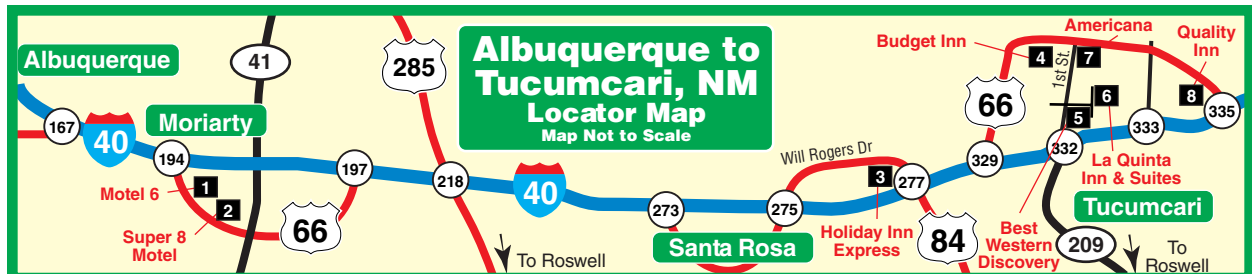 Albuquerque to
Tucumcari, NM
Locator Map
Map Not to Scale
Albuquerque
167
40
Moriarty
194
41
Motel 6
1
2
Super 8
Motel
66
197
285
218
To Roswell
40
273
Santa Rosa
275
Will Rogers Dr
3
277
Holiday Inn
Express
84
329
66
Budget Inn
4
1st St.
7
Americana
Quality
Inn
8
335
6
5
332
333
La Quinta
Inn & Suites
Best
Western
Discovery
Tucumcari
209
To
Roswell